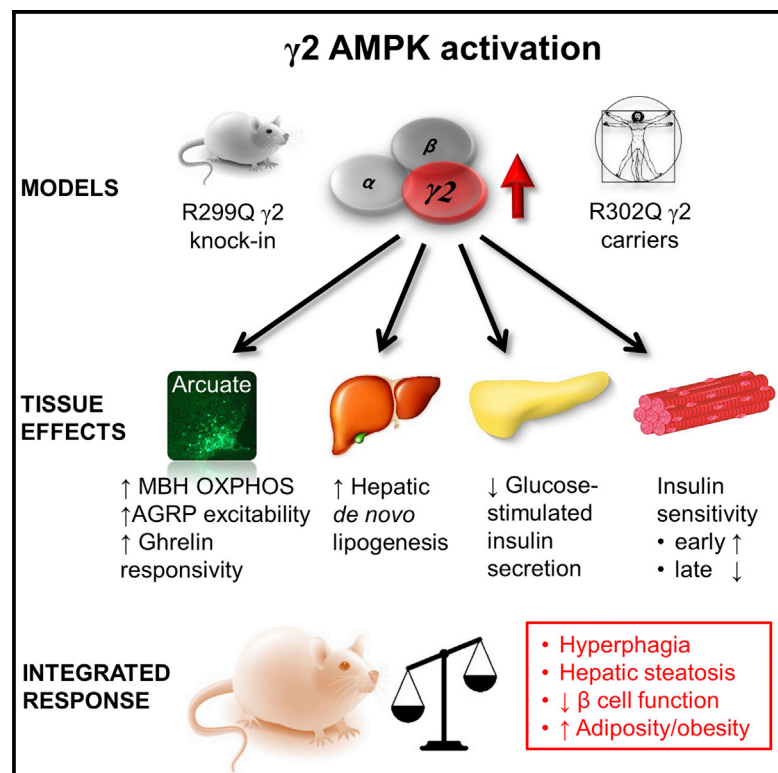 γ2 AMPK activation
MODELS
R299Q γ2
knock-in
α
β
γ2
R302Q γ2
carriers
TISSUE
EFFECTS
Arcuate
↑ MBH OXPHOS
↑AGRP excitability
↑ Ghrelin
responsivity
↑ Hepatic
de novo
lipogenesis
↓ Glucose-
stimulated
insulin
secretion
Insulin
sensitivity
• early ↑
• late ↓
INTEGRATED
RESPONSE
• Hyperphagia
• Hepatic steatosis
• ↓ β cell function
• ↑ Adiposity/obesity